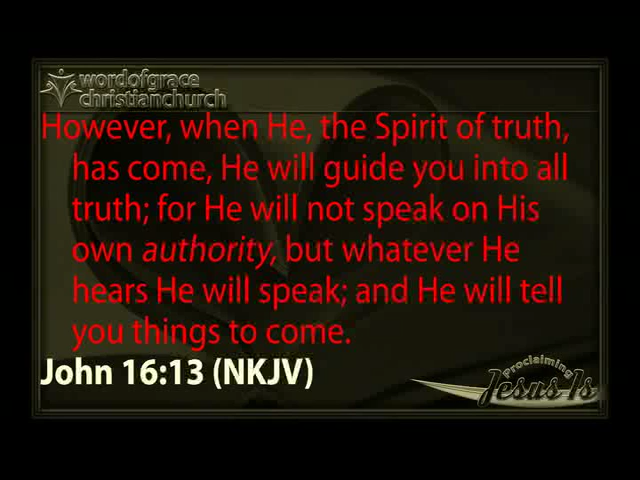 wordofgrace
christianchurch
However, when He, the Spirit of truth,
has come, He will guide you into all
truth; for He will not speak on His
own authority, but whatever He
hears He will speak; and He will tell
you things to come.
John 16:13 (NKJV)
Proclaiming
Jesus Is